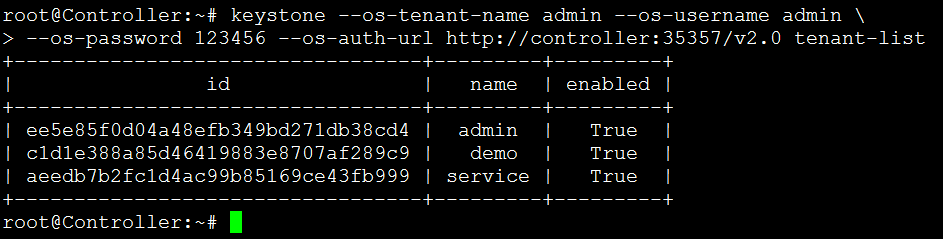 root@Controller:~# keystone --os-tenant-name admin --os-username admin \
> --os-password 123456 --os-auth-url http://controller:35357/v2.0 tenant-list
+----------------------------------+---------+---------+
|                id                |   name  | enabled |
+----------------------------------+---------+---------+
| ee5e85f0d04a48efb349bd271db38cd4 |  admin  |   True  |
| c1d1e388a85d46419883e8707af289c9 |   demo  |   True  |
| aeedb7b2fc1d4ac99b85169ce43fb999 | service |   True  |
+----------------------------------+---------+---------+
root@Controller:~#